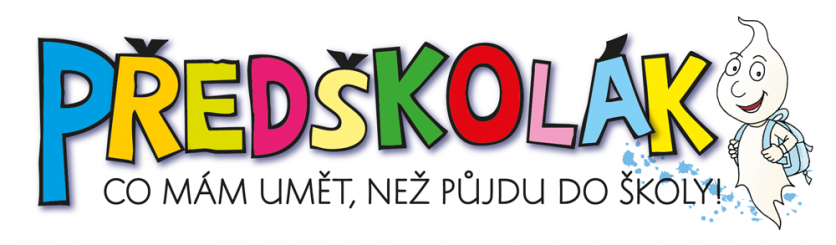 PŘEDŠKOLÁK
CO MÁM UMĚT, NEŽ PŮJDU DO ŠKOLY!